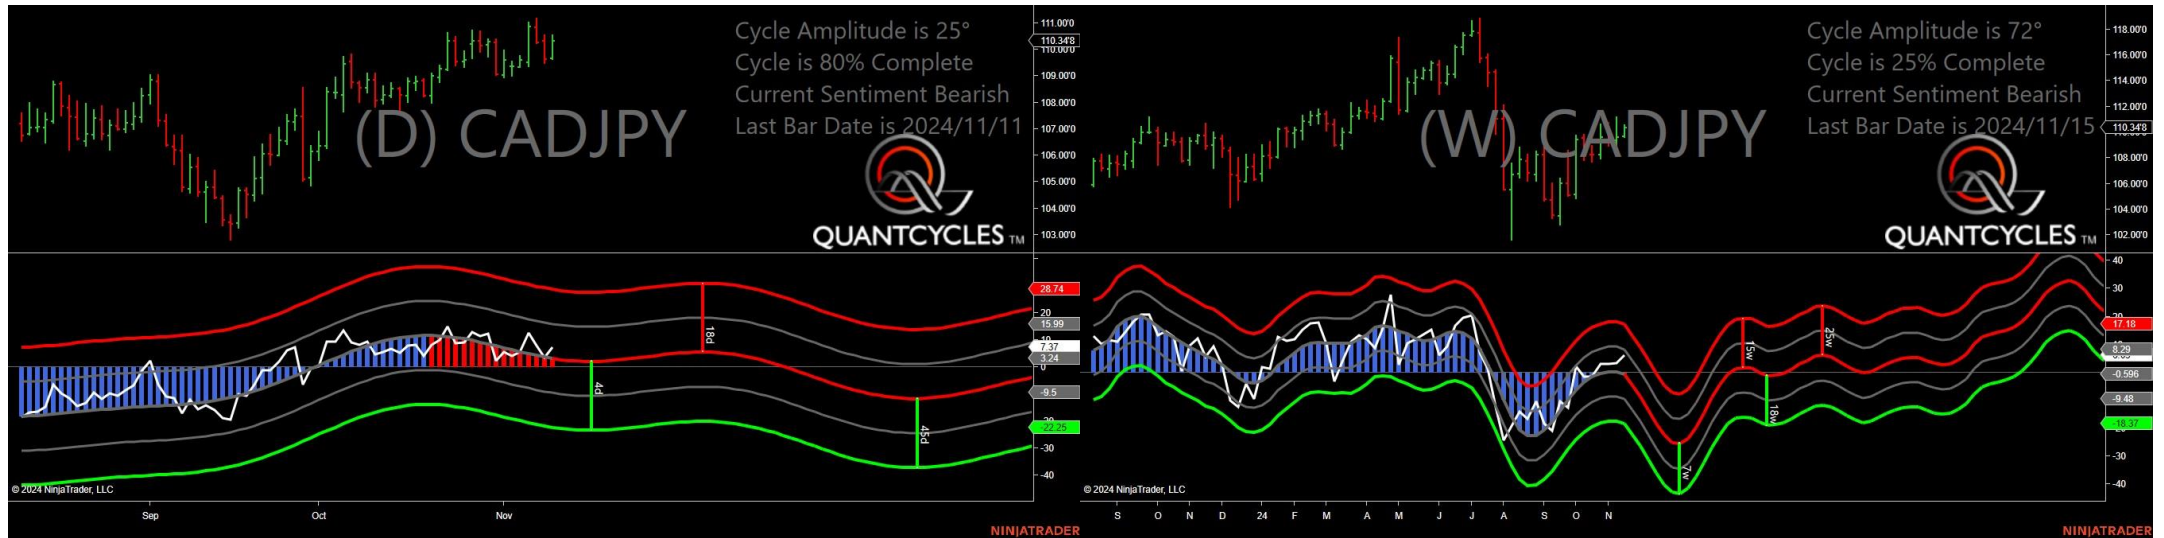 Cycle Amplitude is 25°
Cycle is 80% Complete
Current Sentiment Bearish
Last Bar Date is 2024/11/11
(D) CADJPY
QUANTCYCLES TM
111.00'0
110.34'8
110.00'0
109.00'0
108.00'0
107.00'0
106.00'0
105.00'0
104.00'0
103.00'0
28.74
20
15.99
7.37
3.24
0
-9.5
-22.25
-30
-40
18d
4d
45d
© 2024 NinjaTrader, LLC
Sep Oct Nov
NINJATRADER
Cycle Amplitude is 72°
Cycle is 25% Complete
Current Sentiment Bearish
Last Bar Date is 2024/11/15
(W) CADJPY
QUANTCYCLES TM
118.00'0
116.00'0
114.00'0
112.00'0
110.34'8
108.00'0
106.00'0
104.00'0
102.00'0
40
30
17.18
8.29
-0.596
-9.48
-18.37
-30
-40
15w
25w
18w
7w
© 2024 NinjaTrader, LLC
S O N D 24 F M A M J J A S O N
NINJATRADER